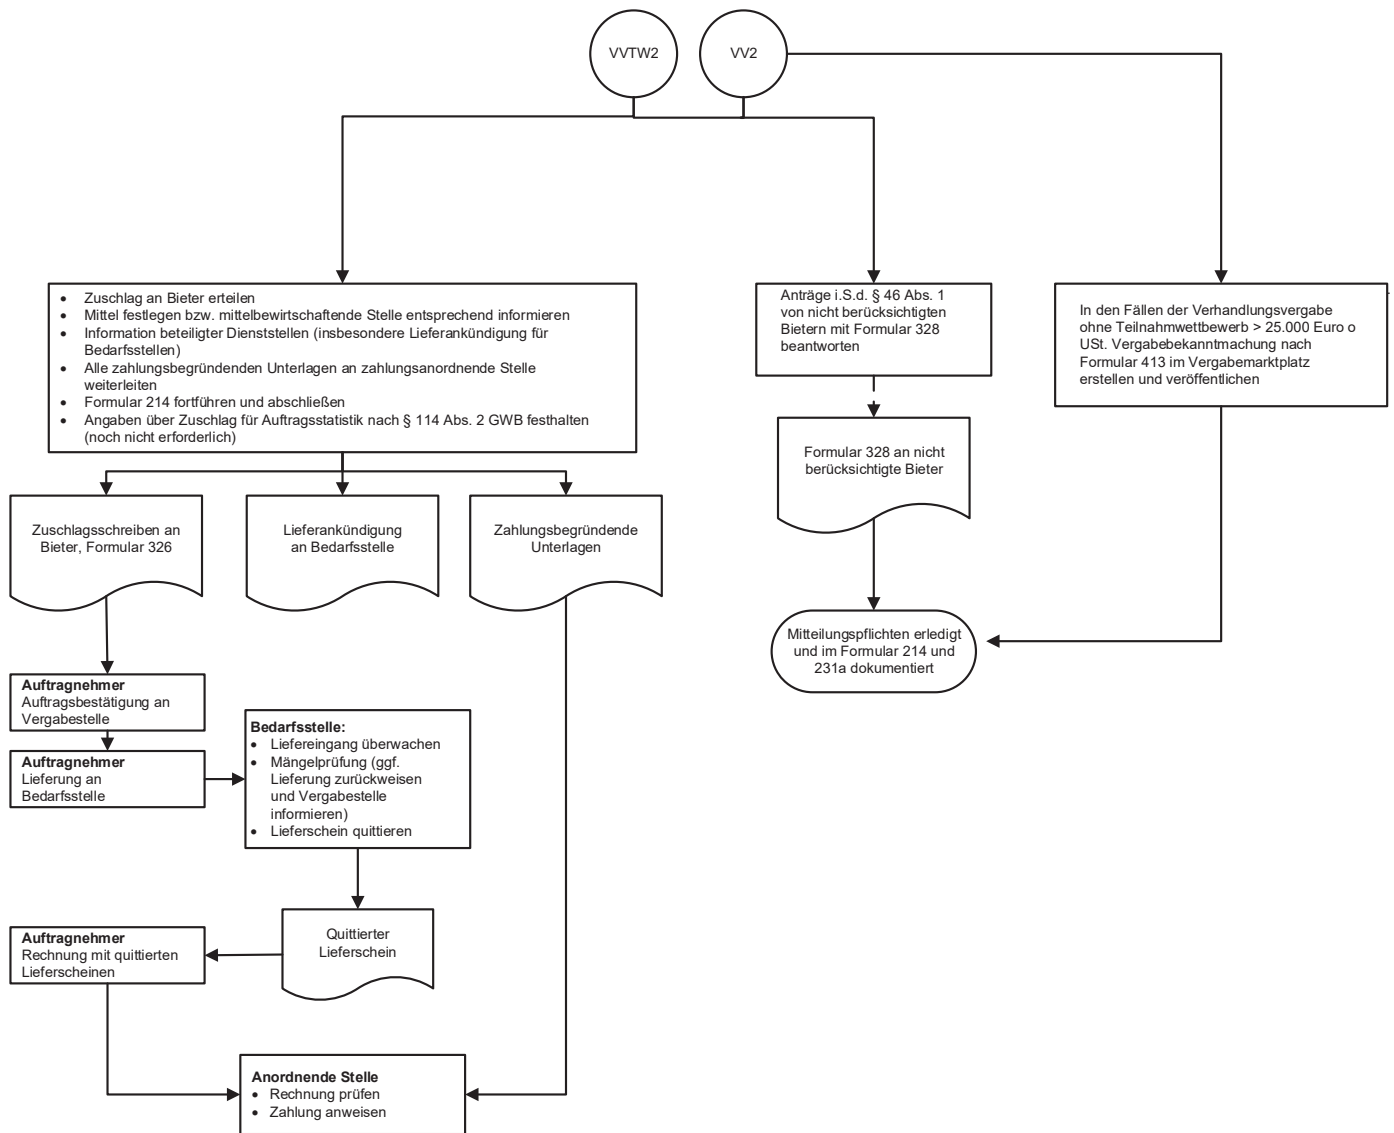 VVTW2
VV2
• Zuschlag an Bieter erteilen
• Mittel festlegen bzw. mittelbewirtschaftende Stelle entsprechend informieren
• Information beteiligter Dienststellen (insbesondere Lieferankündigung für
Bedarfsstellen)
• Alle zahlungsbegründenden Unterlagen an zahlungsanordnende Stelle
weiterleiten
• Formular 214 fortführen und abschließen
• Angaben über Zuschlag für Auftragsstatistik nach § 114 Abs. 2 GWB festhalten
(noch nicht erforderlich)
Anträge i.S.d. § 46 Abs. 1
von nicht berücksichtigten
Bietern mit Formular 328
beantworten
In den Fällen der Verhandlungsvergabe
ohne Teilnahmwettbewerb > 25.000 Euro o
USt. Vergabebekanntmachung nach
Formular 413 im Vergabemarktplatz
erstellen und veröffentlichen
Formular 328 an nicht
berücksichtigte Bieter
Zuschlagsschreiben an
Bieter, Formular 326
Lieferankündigung
an Bedarfsstelle
Zahlungsbegründende
Unterlagen
Mitteilungspflichten erledigt
und im Formular 214 und
231a dokumentiert
Auftragnehmer
Auftragsbestätigung an
Vergabestelle
Auftragnehmer
Lieferung an
Bedarfsstelle
Bedarfsstelle:
• Liefereingang überwachen
• Mängelprüfung (ggf.
Lieferung zurückweisen
und Vergabestelle
informieren)
• Lieferschein quittieren
Quittierter
Lieferschein
Auftragnehmer
Rechnung mit quittierten
Lieferscheinen
Anordnende Stelle
• Rechnung prüfen
• Zahlung anweisen